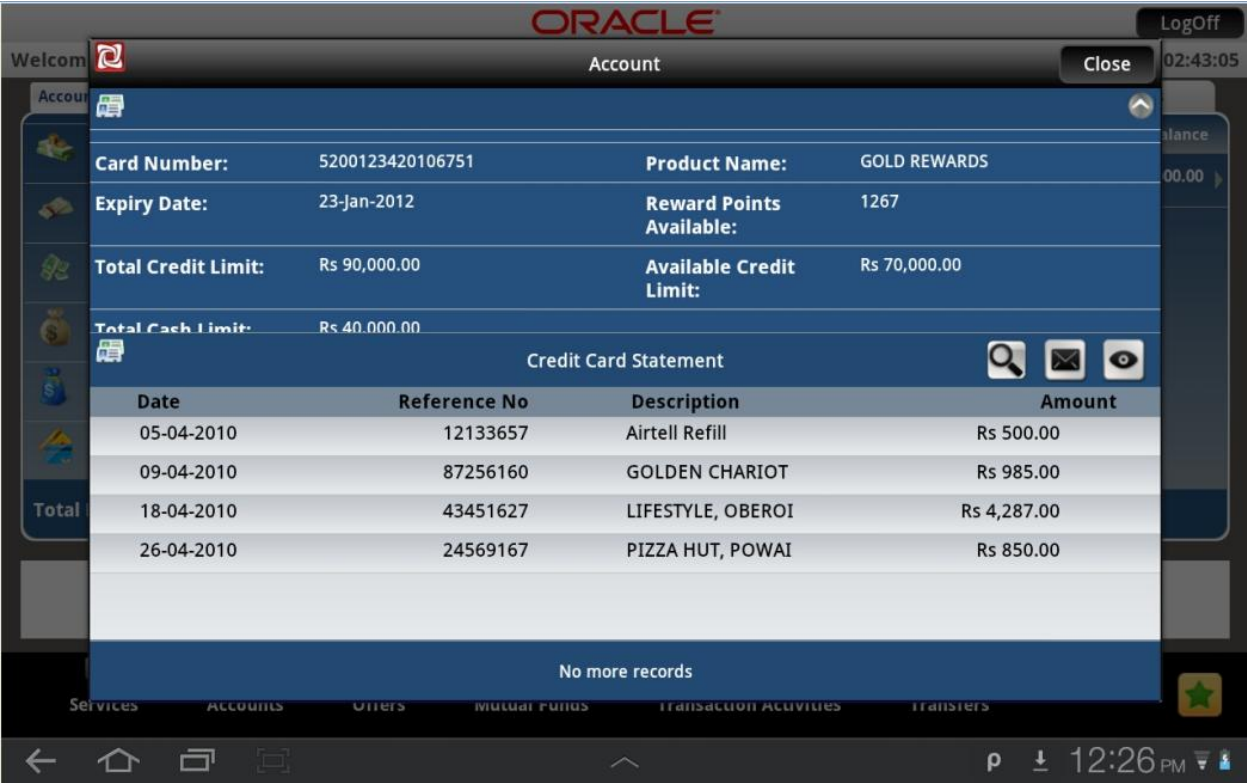 ORACLE
LogOff
Welcom
Account
Close
02:43:05
Accour
alance
Card Number: 5200123420106751 Product Name: GOLD REWARDS
00.00
Expiry Date: 23-Jan-2012 Reward Points
Available: 1267
Total Credit Limit: Rs 90,000.00 Available Credit
Limit: Rs 70,000.00
Total Cash Limit: Rs 40,000.00
Credit Card Statement
Date Reference No Description Amount
05-04-2010 12133657 Airtell Refill Rs 500.00
09-04-2010 87256160 GOLDEN CHARIOT Rs 985.00
18-04-2010 43451627 LIFESTYLE, OBEROI Rs 4,287.00
Total
26-04-2010 24569167 PIZZA HUT, POWAI Rs 850.00
No more records
Services Accounts Offers Mutual Funds Transaction Activities Transfers
12:26 PM